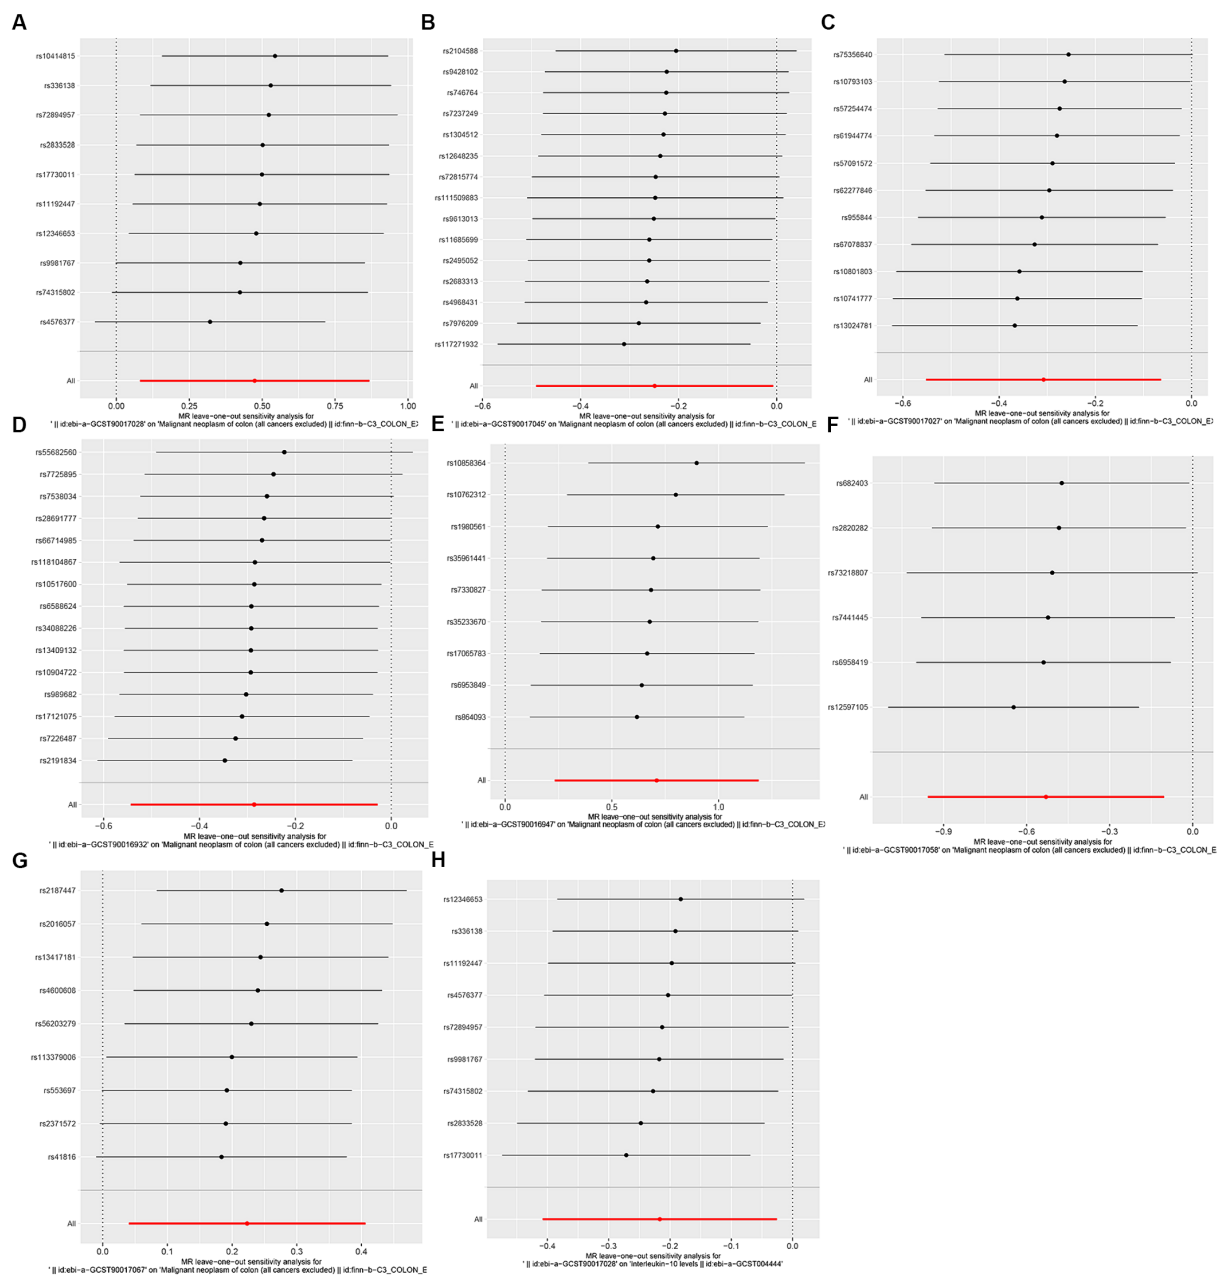 A
rs10414815
rs336138
rs72894957
rs2833528
rs17730011
rs11192447
rs12346653
rs9981767
rs74315802
rs4576377
All
0.00 0.25 0.50 0.75 1.00
MR leave-one-out sensitivity analysis for
' || id:ebi-a-GCST90017028' on 'Malignant neoplasm of colon (all cancers excluded) || id:finn-b-C3_COLON_E
B
rs2104588
rs9428102
rs746764
rs7237249
rs1304512
rs12648235
rs72815774
rs111509883
rs9613013
rs11685699
rs2495052
rs2683313
rs4968431
rs7976209
rs117271932
All
−0.6 −0.4 −0.2 0.0
MR leave-one-out sensitivity analysis for
' || id:ebi-a-GCST90017045' on 'Malignant neoplasm of colon (all cancers excluded) || id:finn-b-C3_COLON_E
C
rs75356640
rs10793103
rs57254474
rs61944774
rs57091572
rs62277846
rs955844
rs67078837
rs10801803
rs10741777
rs13024781
All
−0.6 −0.4 −0.2 0.0
MR leave-one-out sensitivity analysis for
' || id:ebi-a-GCST90017027' on 'Malignant neoplasm of colon (all cancers excluded) || id:finn-b-C3_COLON_E
D
rs55682560
rs7725895
rs7538034
rs28691777
rs66714985
rs118104867
rs10517600
rs6588624
rs34088226
rs13409132
rs10904722
rs989682
rs17121075
rs7226487
rs2191834
All
−0.6 −0.4 −0.2 0.0
MR leave-one-out sensitivity analysis for
' || id:ebi-a-GCST90016932' on 'Malignant neoplasm of colon (all cancers excluded) || id:finn-b-C3_COLON_E
E
rs10858364
rs10762312
rs1980561
rs35961441
rs7330827
rs35233670
rs17065783
rs6953849
rs864093
All
0.0 0.5 1.0
MR leave-one-out sensitivity analysis for
' || id:ebi-a-GCST90016947' on 'Malignant neoplasm of colon (all cancers excluded) || id:finn-b-C3_COLON_E
F
rs682403
rs2820282
rs73218807
rs7441445
rs6958419
rs12597105
All
−0.9 −0.6 −0.3 0.0
MR leave-one-out sensitivity analysis for
' || id:ebi-a-GCST90017058' on 'Malignant neoplasm of colon (all cancers excluded) || id:finn-b-C3_COLON_E
G
rs2187447
rs2016057
rs13417181
rs4600608
rs56203279
rs113379006
rs553697
rs2371572
rs41816
All
0.0 0.1 0.2 0.3 0.4
MR leave-one-out sensitivity analysis for
' || id:ebi-a-GCST90017067' on 'Malignant neoplasm of colon (all cancers excluded) || id:finn-b-C3_COLON_E
H
rs12346653
rs336138
rs11192447
rs4576377
rs72894957
rs9981767
rs74315802
rs2833528
rs17730011
All
−0.4 −0.3 −0.2 −0.1 0.0
MR leave-one-out sensitivity analysis for
' || id:ebi-a-GCST90017028' on 'Interleukin-10 levels || id:ebi-a-GCST004444'